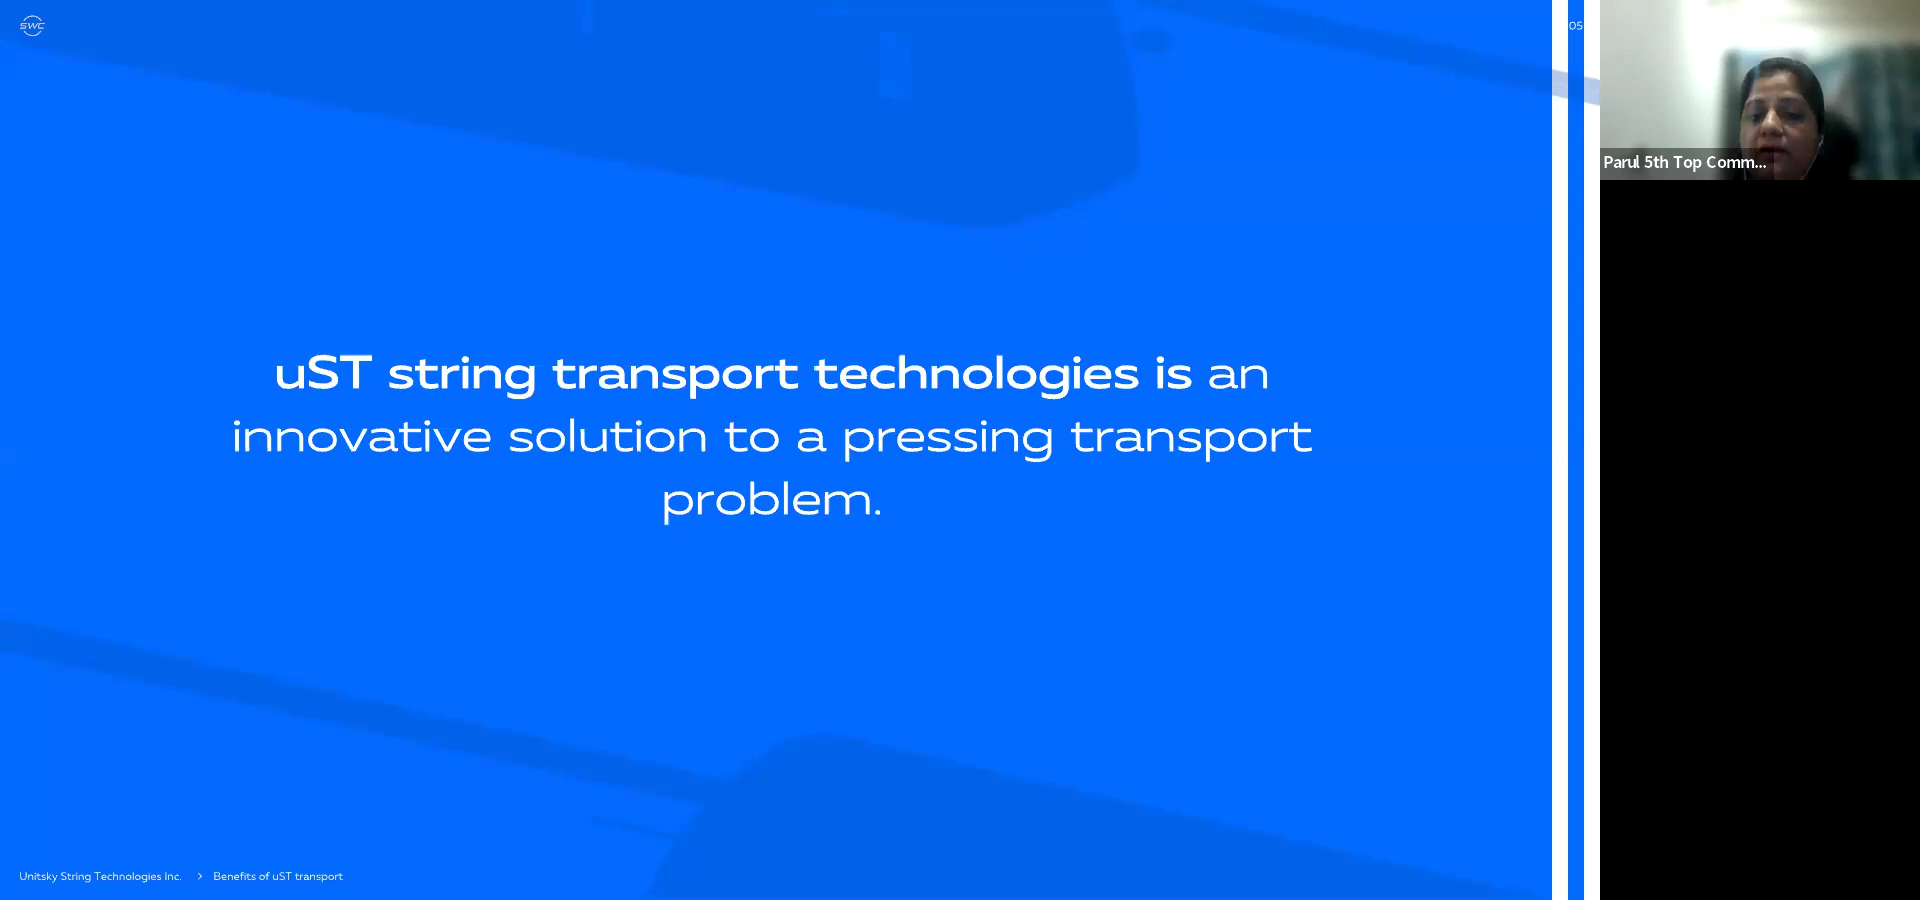 SWC
05
uST string transport technologies is an
innovative solution to a pressing transport
problem.
Unitsky String Technologies Inc. > Benefits of uST transport
Parul 5th Top Comm...